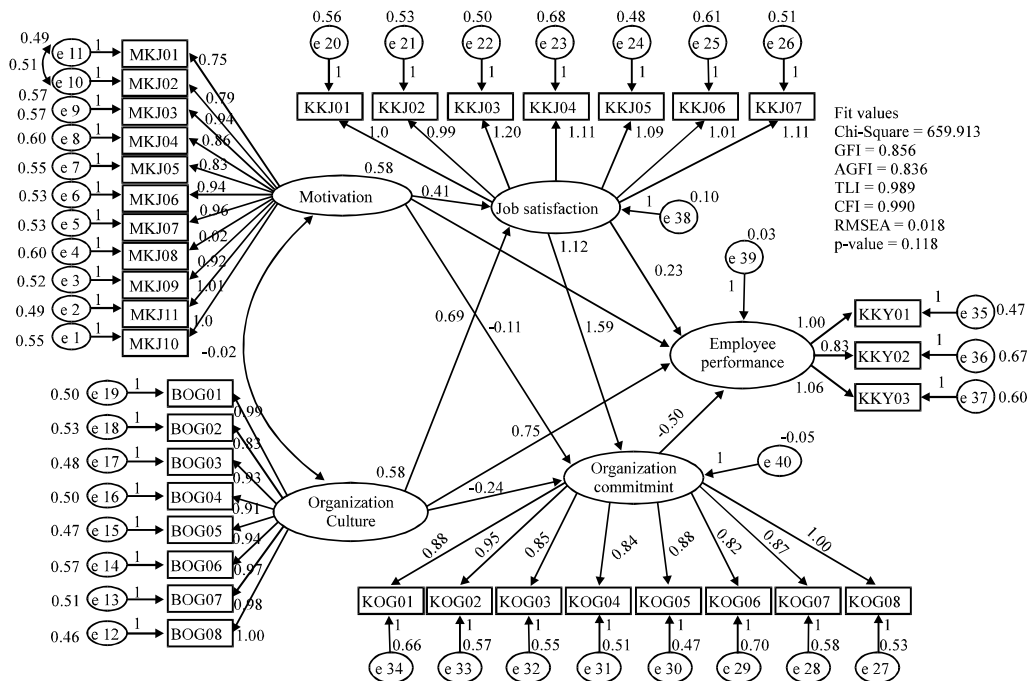 0.56 0.53 0.50 0.68 0.48 0.61 0.51
e 20 e 21 e 22 e 23 e 24 e 25 e 26
1 1 1 1 1 1 1
KKJ01 KKJ02 KKJ03 KKJ04 KKJ05 KKJ06 KKJ07
1.0 0.99 1.20 1.11 1.09 1.01 1.11
0.49 e 11 1 MKJ01 0.75
0.51 e 10 1 MKJ02 0.79
0.57 e 9 1 MKJ03 0.94
0.57 e 8 1 MKJ04 0.86
0.60 e 7 1 MKJ05 0.83
0.55 e 6 1 MKJ06 0.94
0.53 e 5 1 MKJ07 0.96
0.53 e 4 1 MKJ08 0.02
0.60 e 3 1 MKJ09 0.92
0.52 e 2 1 MKJ11 1.01
0.49 e 1 1 MKJ10 1.0
0.55
Fit values
Chi-Square = 659.913
GFI = 0.856
AGFI = 0.836
TLI = 0.989
CFI = 0.990
RMSEA = 0.018
p-value = 0.118
0.58
Motivation
0.41
Job satisfaction
1 e 38 0.10
1.12
0.03
e 39
1
0.23
0.69
-0.11
1.59
-0.02
Employee
performance
1.00 KKY01 1 e 35 0.47
0.83 KKY02 1 e 36 0.67
1.06 KKY03 1 e 37 0.60
0.50 e 19 1 BOG01 0.99
0.53 e 18 1 BOG02 0.83
0.48 e 17 1 BOG03 0.93
0.50 e 16 1 BOG04 0.91
0.47 e 15 1 BOG05 0.94
0.57 e 14 1 BOG06 0.97
0.51 e 13 1 BOG07 0.98
0.46 e 12 1 BOG08 1.00
0.58
Organization
Culture
0.75
-0.24
-0.50
Organization
commitmint
1 e 40 -0.05
0.88 0.95 0.85 0.84 0.88 0.82 0.87 1.00
KOG01 KOG02 KOG03 KOG04 KOG05 KOG06 KOG07 KOG08
1 1 1 1 1 1 1 1
0.66 0.57 0.55 0.51 0.47 0.70 0.58 0.53
e 34 e 33 e 32 e 31 e 30 e 29 e 28 e 27